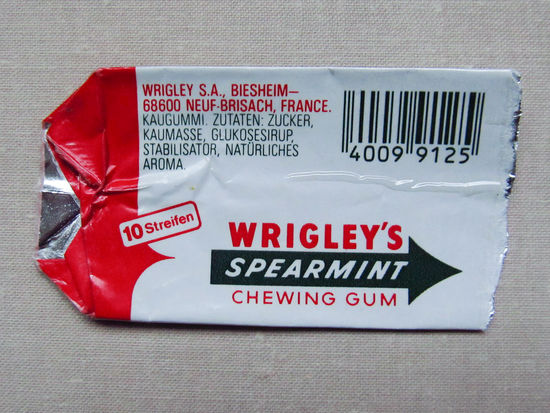 WRIGLEY S.A., BIESHEIM—
68600 NEUF-BRISACH, FRANCE.
KAUGUMMI. ZUTATEN: ZUCKER,
KAUMASSE, GLUKOSESIRUP,
STABILISATOR, NATÜRLICHES
AROMA.
4009 9125
10 Streifen
WRIGLEY'S
SPEARMINT
CHEWING GUM